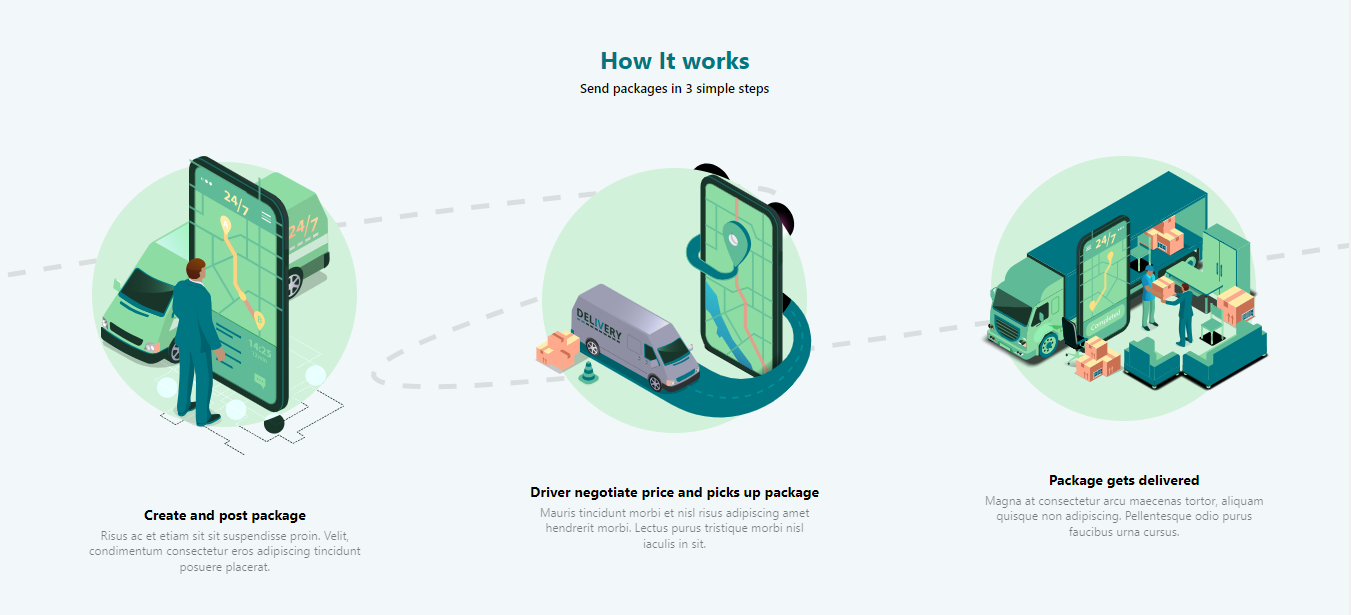 How It works
Send packages in 3 simple steps
24/7
24/7
14:25
DELIVERY
24/7
Completed
Create and post package
Risus ac et etiam sit sit suspendisse proin. Velit,
condimentum consectetur eros adipiscing tincidunt
posuere placerat.
Driver negotiate price and picks up package
Mauris tincidunt morbi et nisl risus adipiscing amet
hendrerit morbi. Lectus purus tristique morbi nisl
iaculis in sit.
Package gets delivered
Magna at consectetur arcu maecenas tortor, aliquam
quisque non adipiscing. Pellentesque odio purus
faucibus urna cursus.